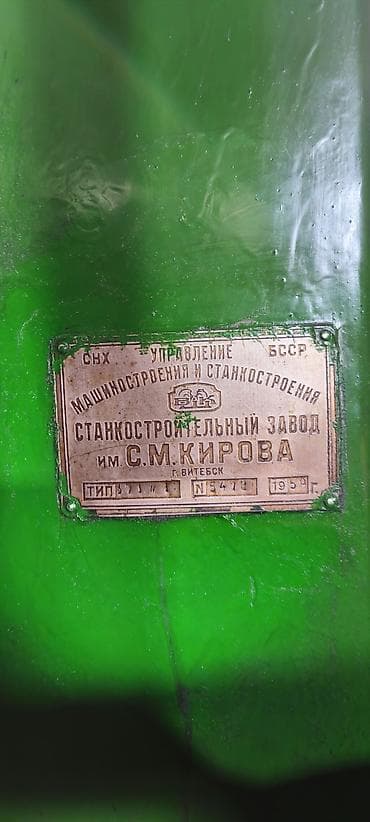 СНХ УПРАВЛЕНИЕ БССР
МАШИНОСТРОЕНИЯ И СТАНКОСТРОЕНИЯ
СТАНКОСТРОИТЕЛЬНЫЙ ЗАВОД
ИМ. С.М.КИРОВА
Г. ВИТЕБСК
ТИП N Г.